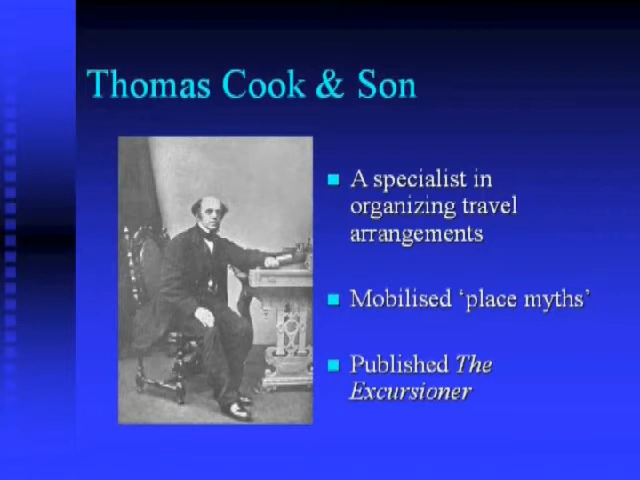 Thomas Cook & Son
A specialist in
organizing travel
arrangements
Mobilised ‘place myths’
Published The
Excursioner